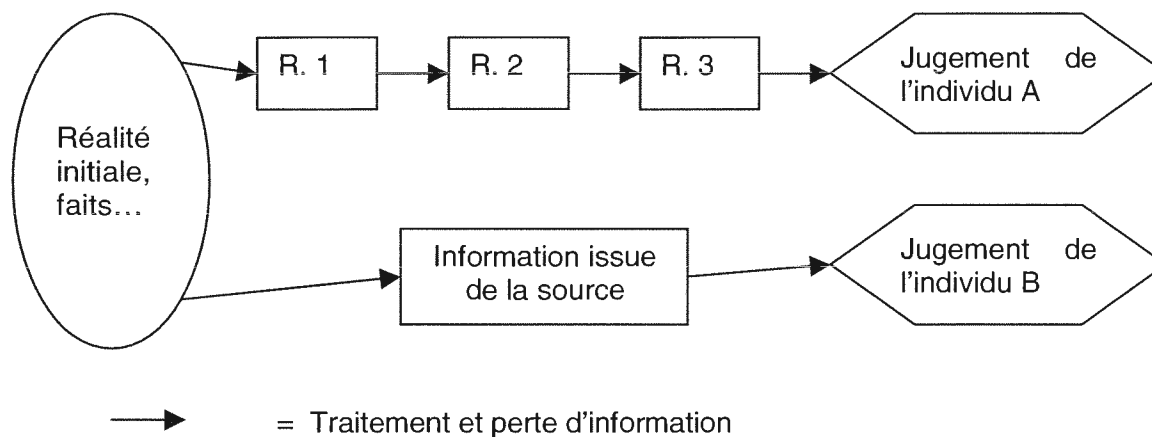 R. 1
R. 2
R. 3
Jugement de
l'individu A
Réalité
initiale,
faits...
Information issue
de la source
Jugement de
l'individu B
= Traitement et perte d'information